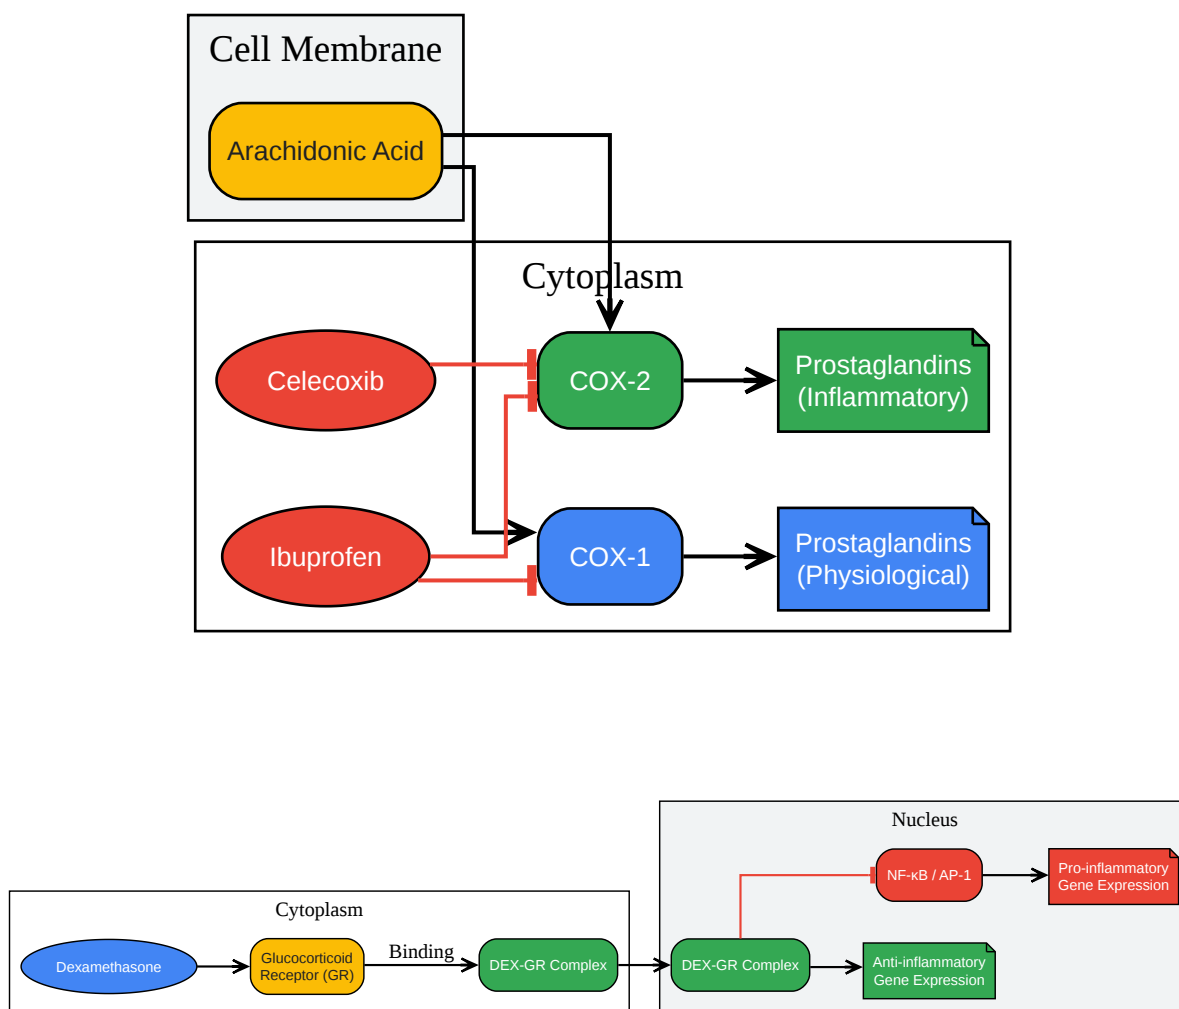 Cell Membrane
Arachidonic Acid
Cytoplasm
Celecoxib
COX-2
Prostaglandins
(Inflammatory)
Ibuprofen
COX-1
Prostaglandins
(Physiological)
Nucleus
NF-κB / AP-1
Pro-inflammatory
Gene Expression
Cytoplasm
Dexamethasone
Glucocorticoid
Receptor (GR)
Binding
DEX-GR Complex
DEX-GR Complex
Anti-inflammatory
Gene Expression